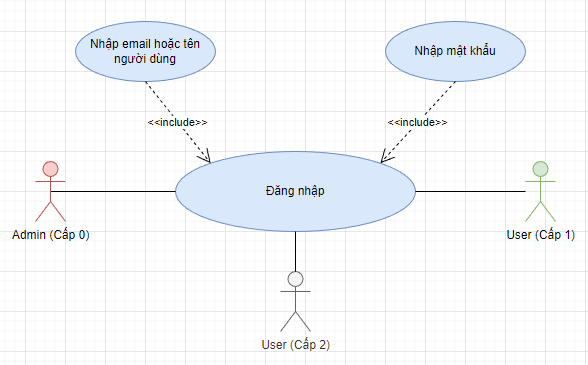 Nhập email hoặc tên
người dùng
Nhập mật khẩu
<<include>>
<<include>>
Đăng nhập
Admin (Cấp 0)
User (Cấp 1)
User (Cấp 2)